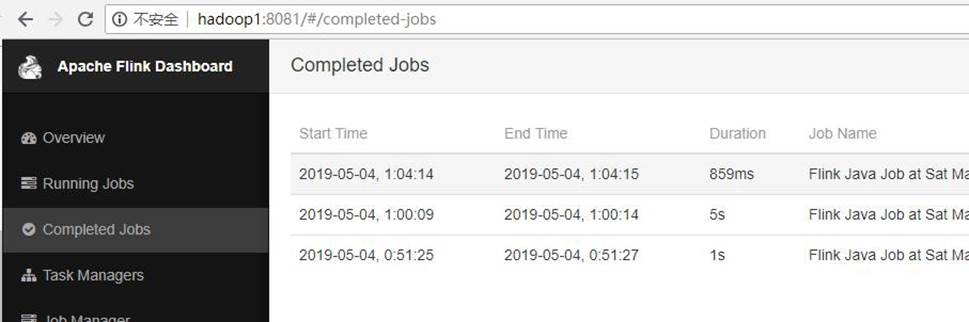 不安全 hadoop1:8081/#/completed-jobs
Apache Flink Dashboard
Completed Jobs
Overview
Running Jobs
Completed Jobs
Task Managers
Job Manager
Start Time End Time Duration Job Name
2019-05-04, 1:04:14 2019-05-04, 1:04:15 859ms Flink Java Job at Sat Ma
2019-05-04, 1:00:09 2019-05-04, 1:00:14 5s Flink Java Job at Sat Ma
2019-05-04, 0:51:25 2019-05-04, 0:51:27 1s Flink Java Job at Sat Ma